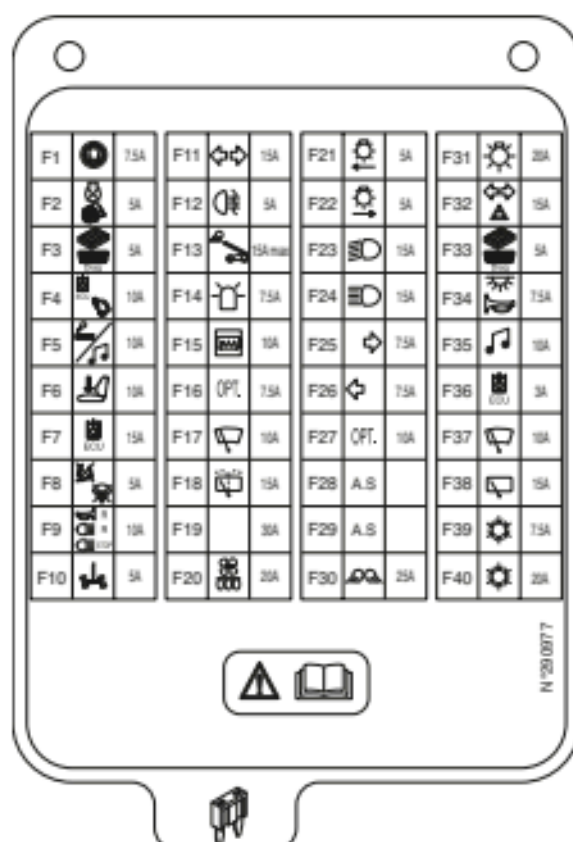 F1 7.5A F11 15A F21 5A F31 20A
F2 5A F12 5A F22 5A F32 15A
F3 5A F13 15A max F23 15A F33 5A
F4 ECU 10A F14 7.5A F24 15A F34 7.5A
F5 10A F15 10A F25 7.5A F35 10A
F6 10A F16 OPT. 7.5A F26 7.5A F36 ECU 3A
F7 ECU 15A F17 10A F27 OPT. 10A F37 10A
F8 5A F18 15A F28 A.S F38 15A
F9 STOP 10A F19 30A F29 A.S F39 7.5A
F10 5A F20 20A F30 25A F40 20A
N°290977